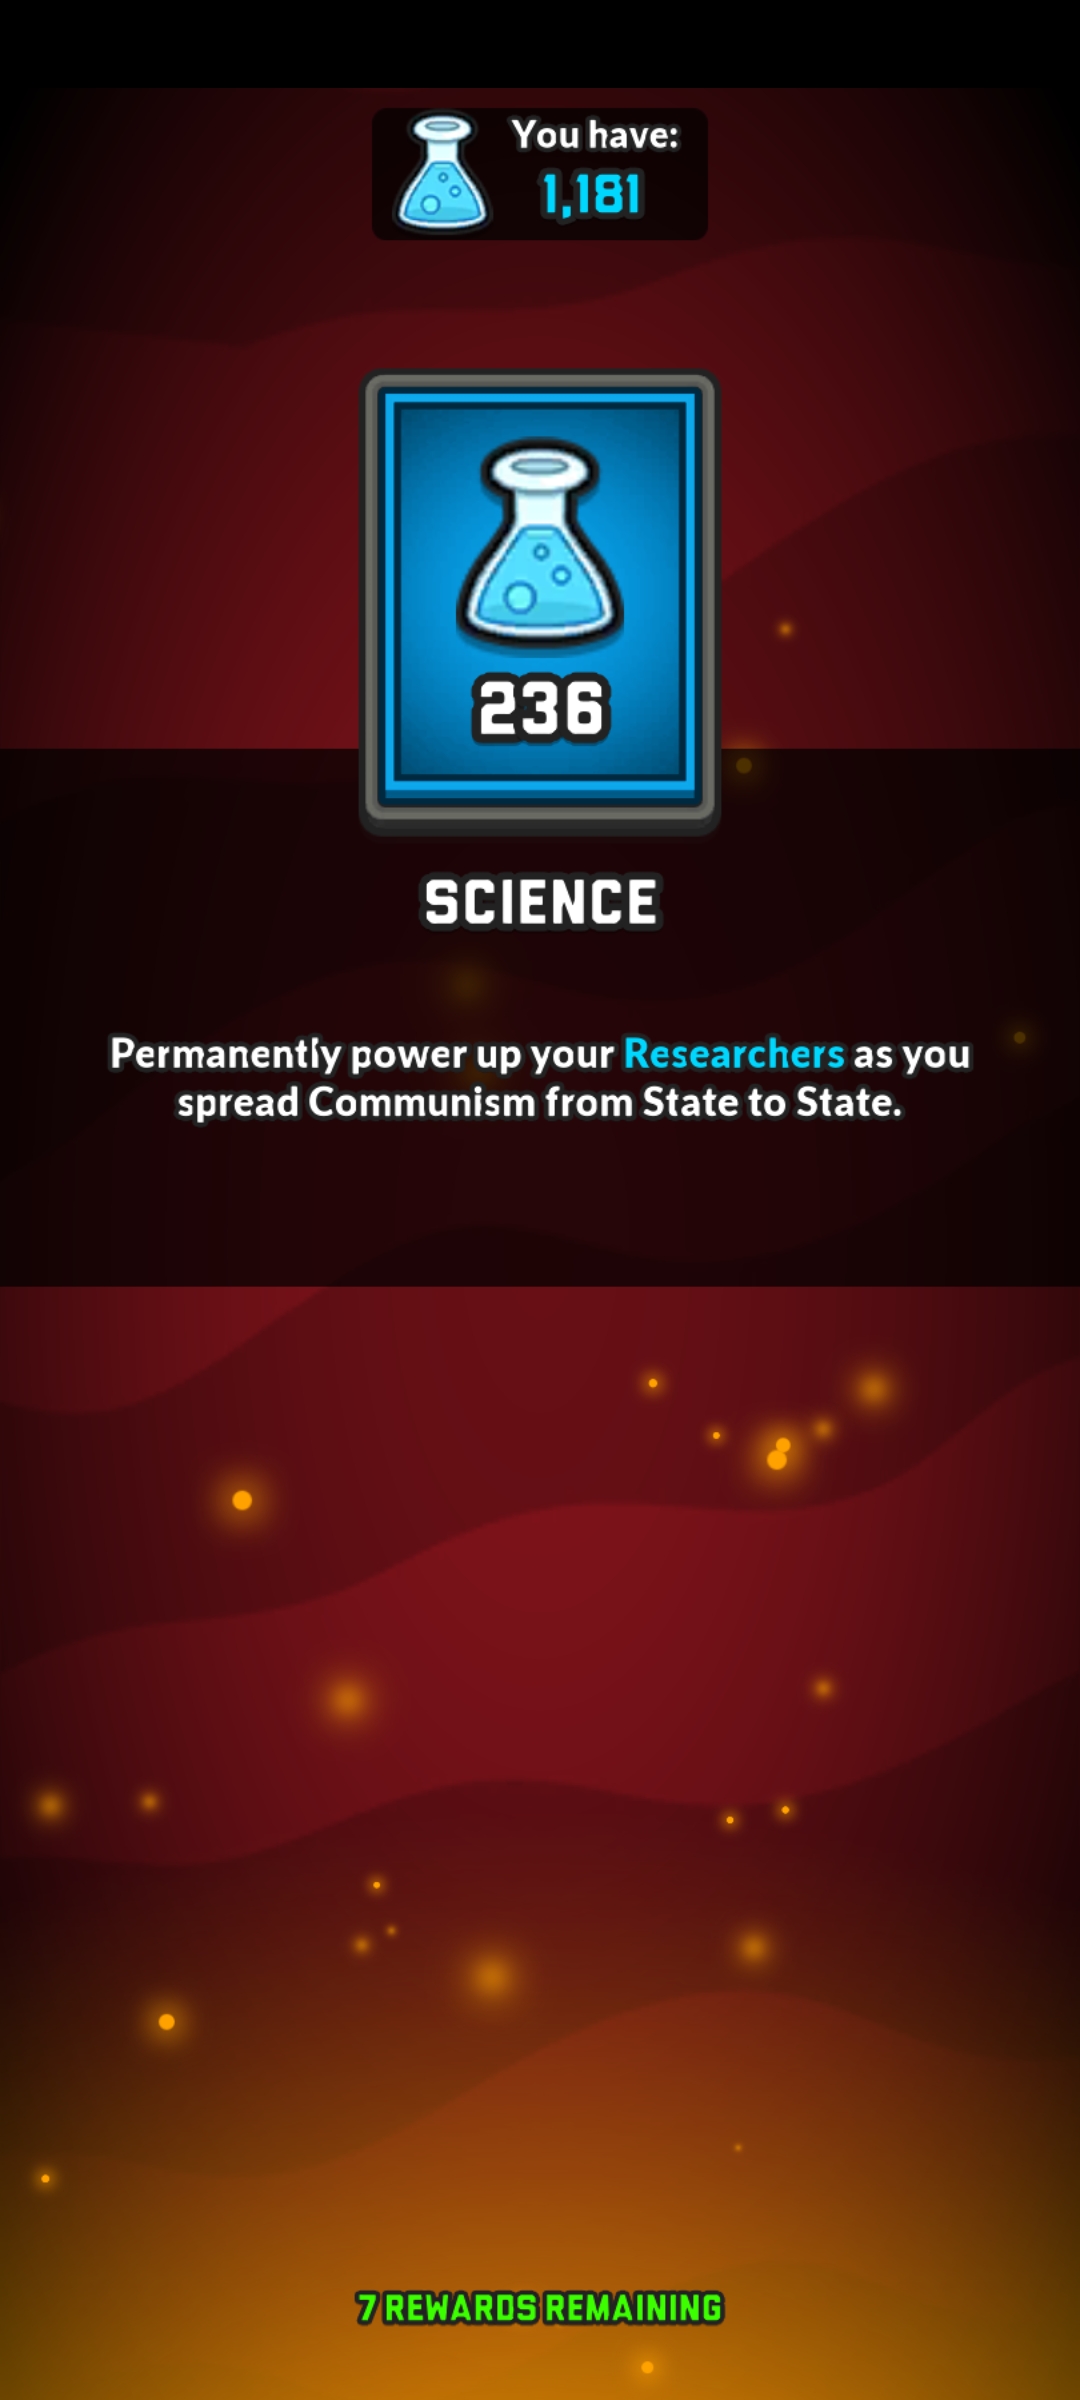 You have:
1,181
236
SCIENCE
Permanently power up your Researchers as you
spread Communism from State to State.
7 REWARDS REMAINING